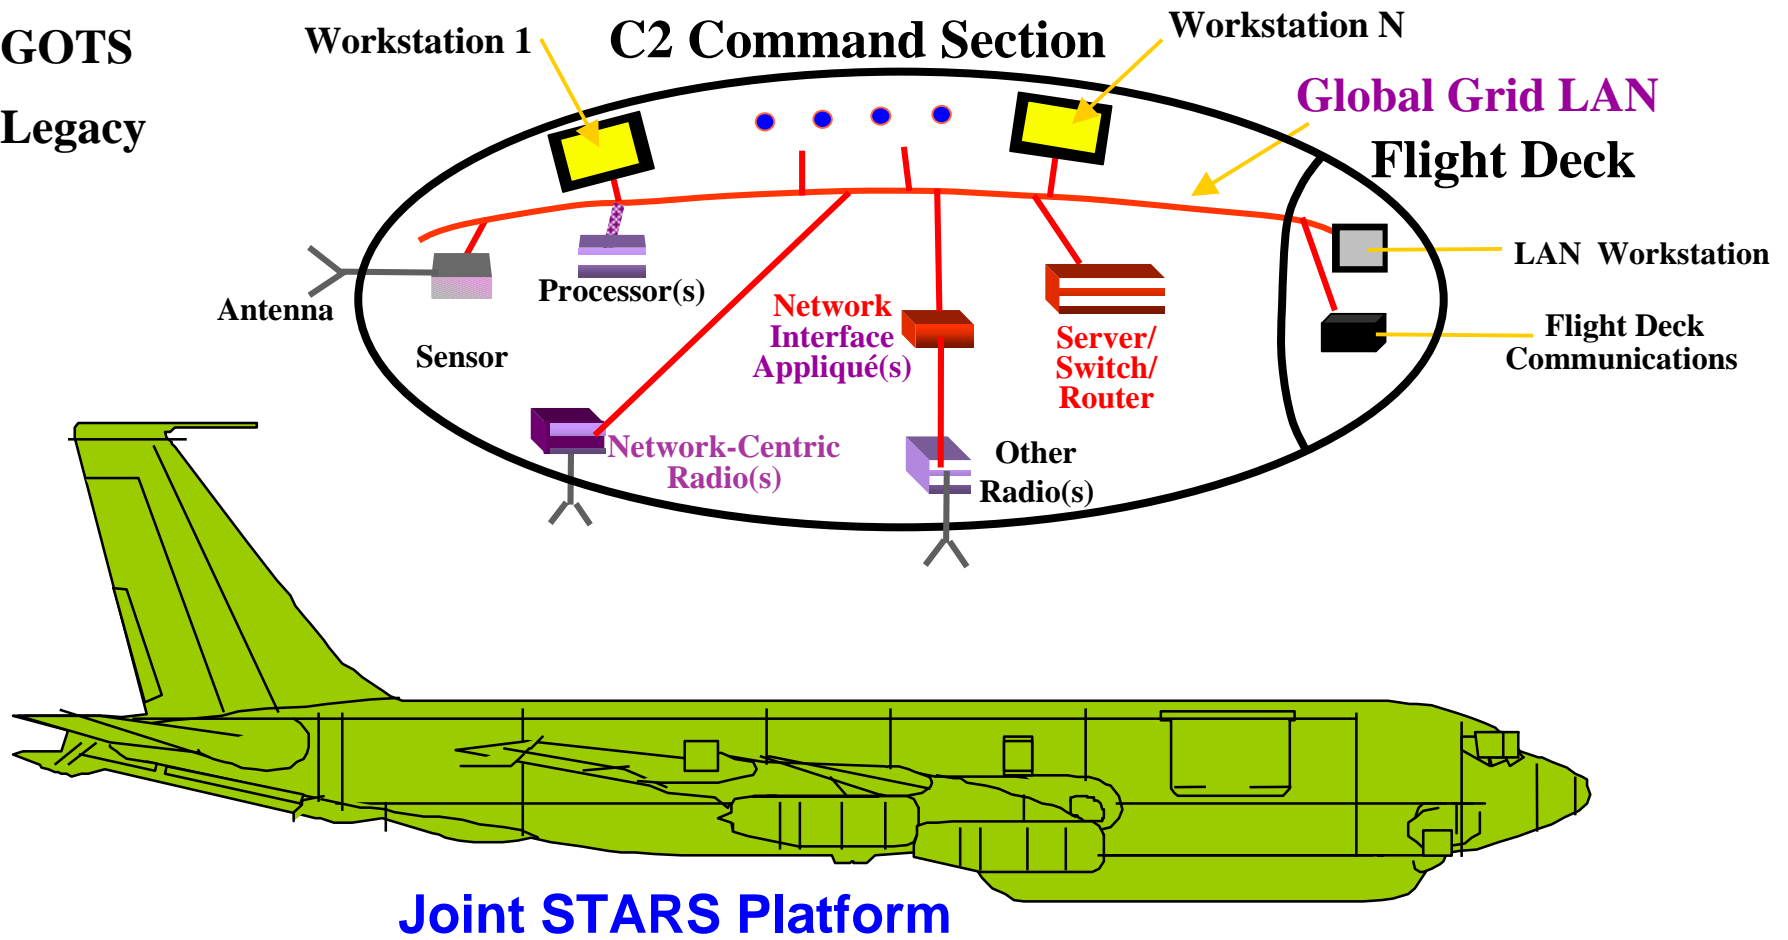 GOTS
Legacy
Workstation 1
C2 Command Section
Workstation N
Global Grid LAN
Flight Deck
LAN Workstation
Flight Deck
Communications
Antenna
Sensor
Processor(s)
Network
Interface
Appliqué(s)
Server/
Switch/
Router
Network-Centric
Radio(s)
Other
Radio(s)
Joint STARS Platform